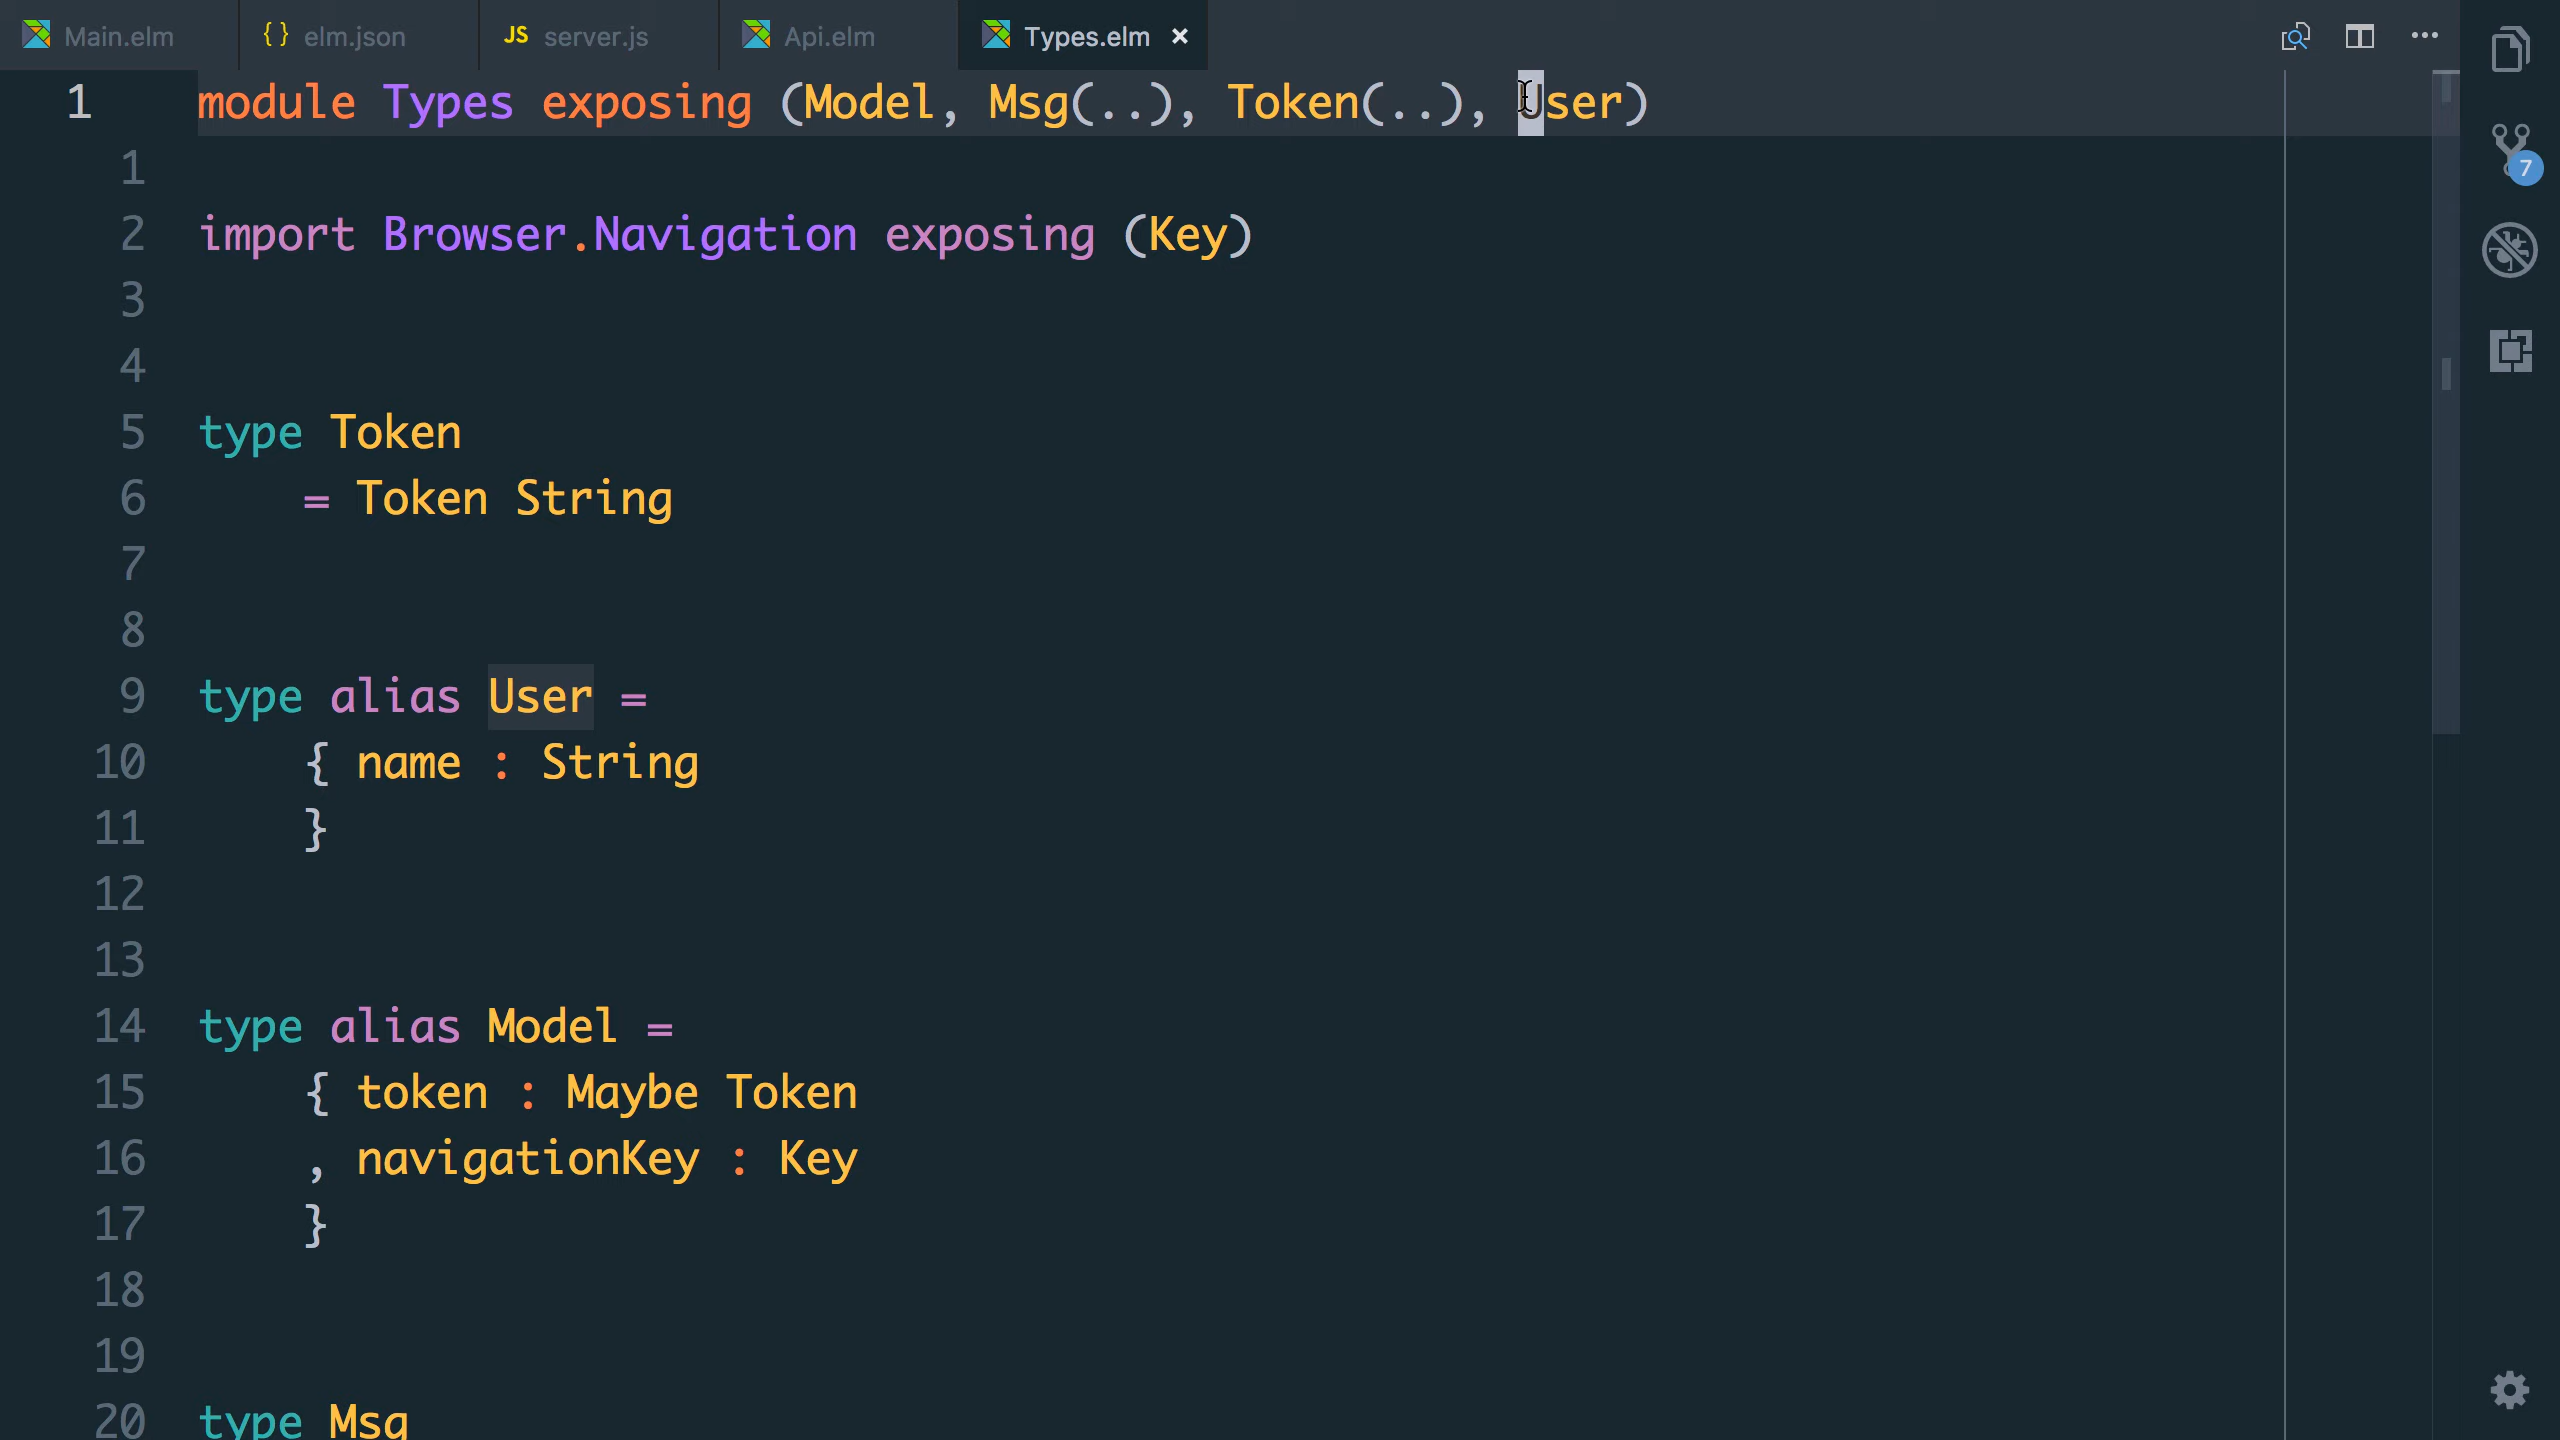 Main.elm
{ } elm.json
JS server.js
Api.elm
Types.elm ×
1 module Types exposing (Model, Msg(..), Token(..), User)
1
2 import Browser.Navigation exposing (Key)
3
4
5 type Token
6 = Token String
7
8
9 type alias User =
10 { name : String
11 }
12
13
14 type alias Model =
15 { token : Maybe Token
16 , navigationKey : Key
17 }
18
19
20 type Msg
7